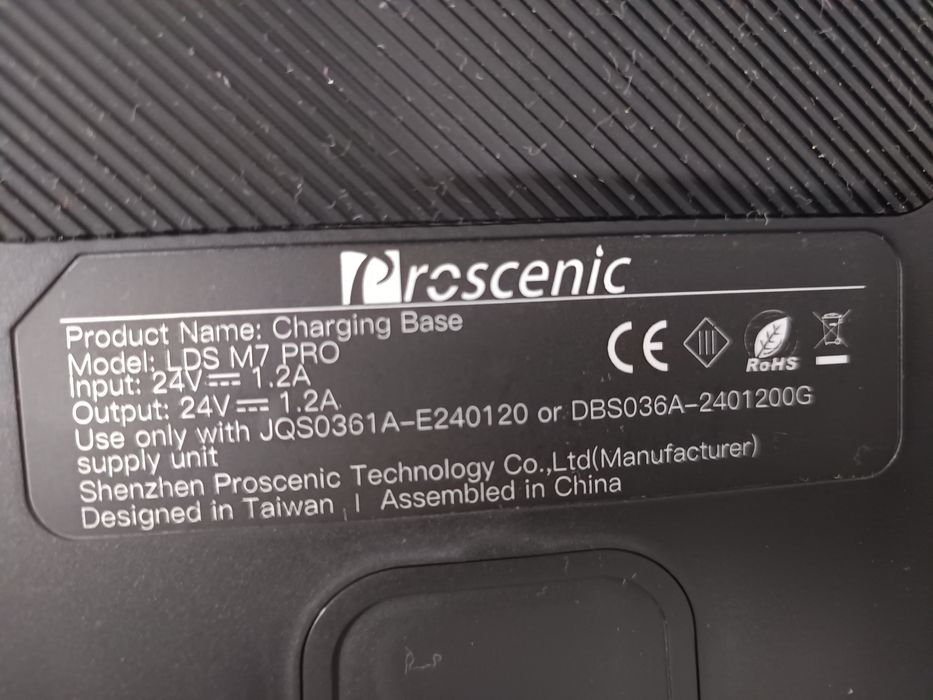 Proscenic
Product Name: Charging Base
Model: LDS M7 PRO
Input: 24V⎓1.2A
Output: 24V⎓1.2A
Use only with JQS0361A-E240120 or DBS036A-2401200G
supply unit
Shenzhen Proscenic Technology Co.,Ltd(Manufacturer)
Designed in Taiwan | Assembled in China
CE
RoHS